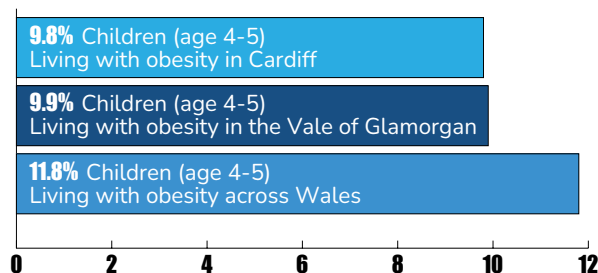 9.8% Children (age 4-5)
Living with obesity in Cardiff
9.9% Children (age 4-5)
Living with obesity in the Vale of Glamorgan
11.8% Children (age 4-5)
Living with obesity across Wales
0 2 4 6 8 10 12